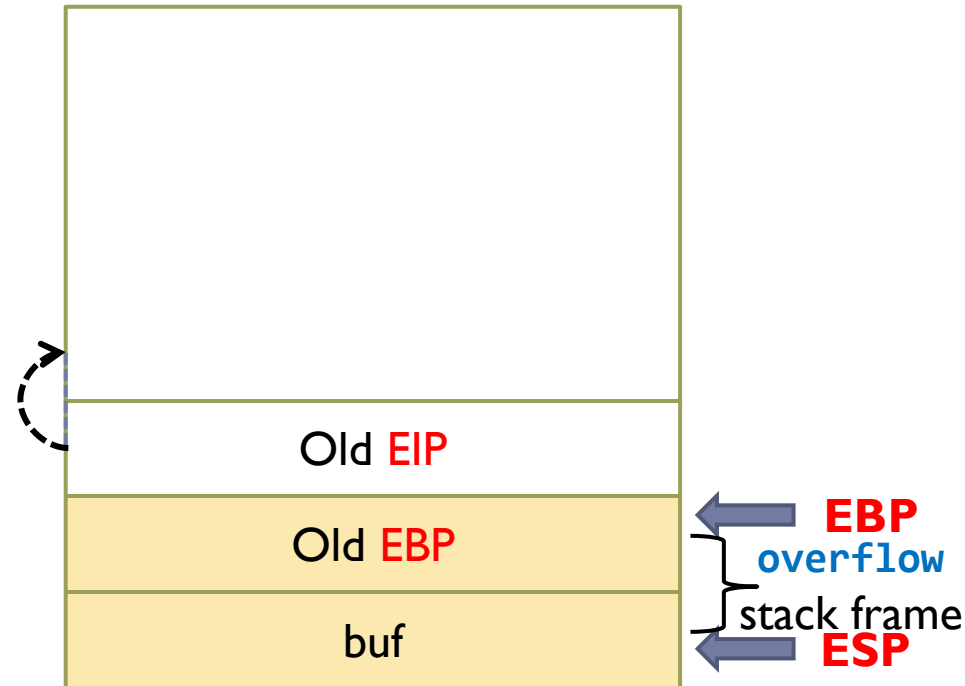 Old EIP
Old EBP
EBP
overflow
stack frame
buf
ESP